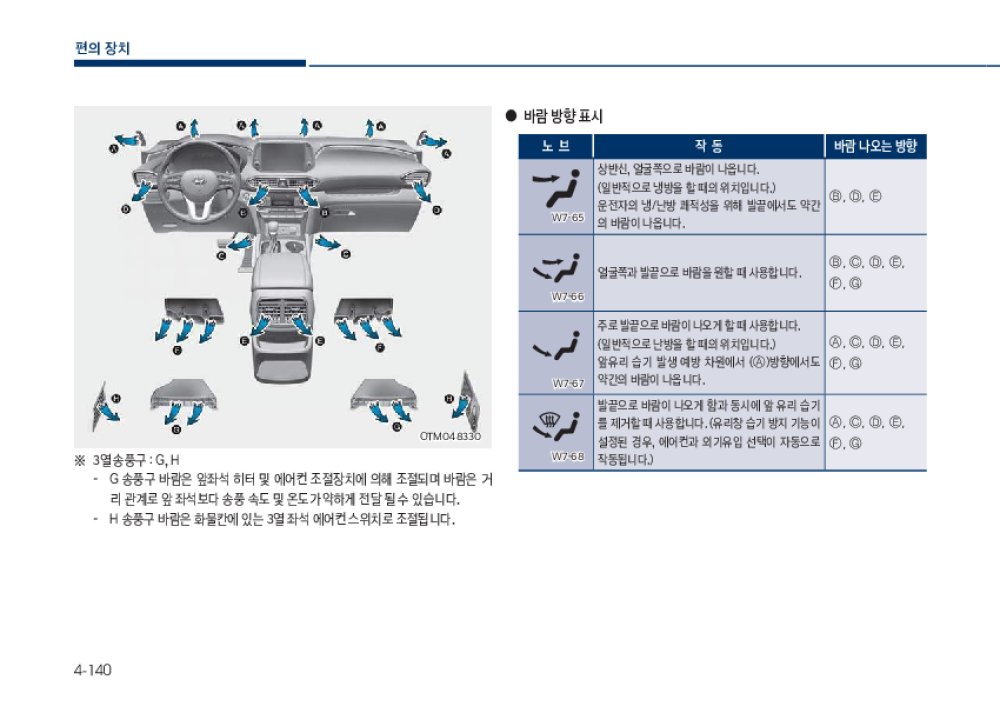 편의 장치
A A A A
A A
D B B D
C C
E E
F F
H H
G G
OTM048330
※ 3열 송풍구 : G, H
- G 송풍구 바람은 앞좌석 히터 및 에어컨 조절장치에 의해 조절되며 바람은 거
리 관계로 앞 좌석보다 송풍 속도 및 온도가 약하게 전달 될 수 있습니다.
- H 송풍구 바람은 화물칸에 있는 3열 좌석 에어컨 스위치로 조절됩니다.
● 바람 방향 표시
노 브 작 동 바람 나오는 방향
상반신, 얼굴쪽으로 바람이 나옵니다.
(일반적으로 냉방을 할 때의 위치입니다.)
운전자의 냉/난방 쾌적성을 위해 발끝에서도 약간
의 바람이 나옵니다.
W7-65
Ⓑ, Ⓓ, Ⓔ
얼굴쪽과 발끝으로 바람을 원할 때 사용합니다.
W7-66
Ⓑ, Ⓒ, Ⓓ, Ⓔ,
Ⓕ, Ⓖ
주로 발끝으로 바람이 나오게 할 때 사용합니다.
(일반적으로 난방을 할 때의 위치입니다.)
앞유리 습기 발생 예방 차원에서 (Ⓐ)방향에서도
약간의 바람이 나옵니다.
W7-67
Ⓐ, Ⓒ, Ⓓ, Ⓔ,
Ⓕ, Ⓖ
발끝으로 바람이 나오게 함과 동시에 앞 유리 습기
를 제거할 때 사용합니다. (유리창 습기 방지 기능이
설정된 경우, 에어컨과 외기유입 선택이 자동으로
작동됩니다.)
W7-68
Ⓐ, Ⓒ, Ⓓ, Ⓔ,
Ⓕ, Ⓖ
4-140